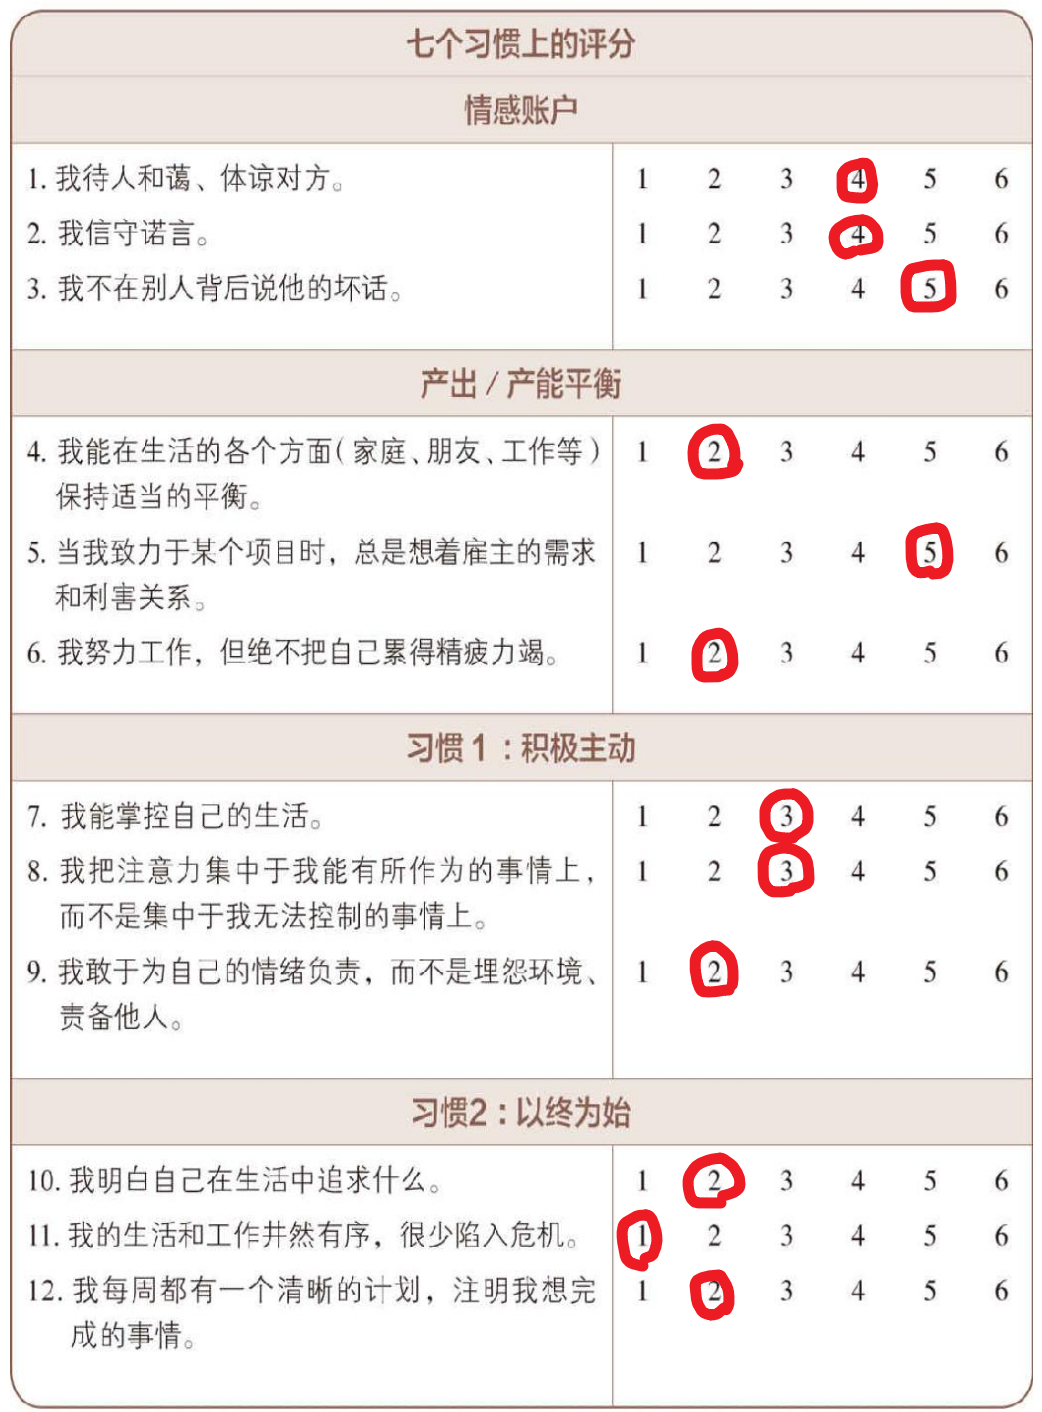 七个习惯上的评分
情感账户
1. 我待人和蔼、体谅对方。 1 2 3 4 5 6
2. 我信守诺言。 1 2 3 4 5 6
3. 我不在别人背后说他的坏话。 1 2 3 4 5 6
产出 / 产能平衡
4. 我能在生活的各个方面（家庭、朋友、工作等） 1 2 3 4 5 6
保持适当的平衡。
5. 当我致力于某个项目时，总是想着雇主的需求 1 2 3 4 5 6
和利害关系。
6. 我努力工作，但绝不把自己累得精疲力竭。 1 2 3 4 5 6
习惯 1：积极主动
7. 我能掌控自己的生活。 1 2 3 4 5 6
8. 我把注意力集中于我能有所作为的事情上， 1 2 3 4 5 6
而不是集中于我无法控制的事情上。
9. 我敢于为自己的情绪负责，而不是埋怨环境、 1 2 3 4 5 6
责备他人。
习惯2：以终为始
10. 我明白自己在生活中追求什么。 1 2 3 4 5 6
11. 我的生活和工作井然有序，很少陷入危机。 1 2 3 4 5 6
12. 我每周都有一个清晰的计划，注明我想完 1 2 3 4 5 6
成的事情。